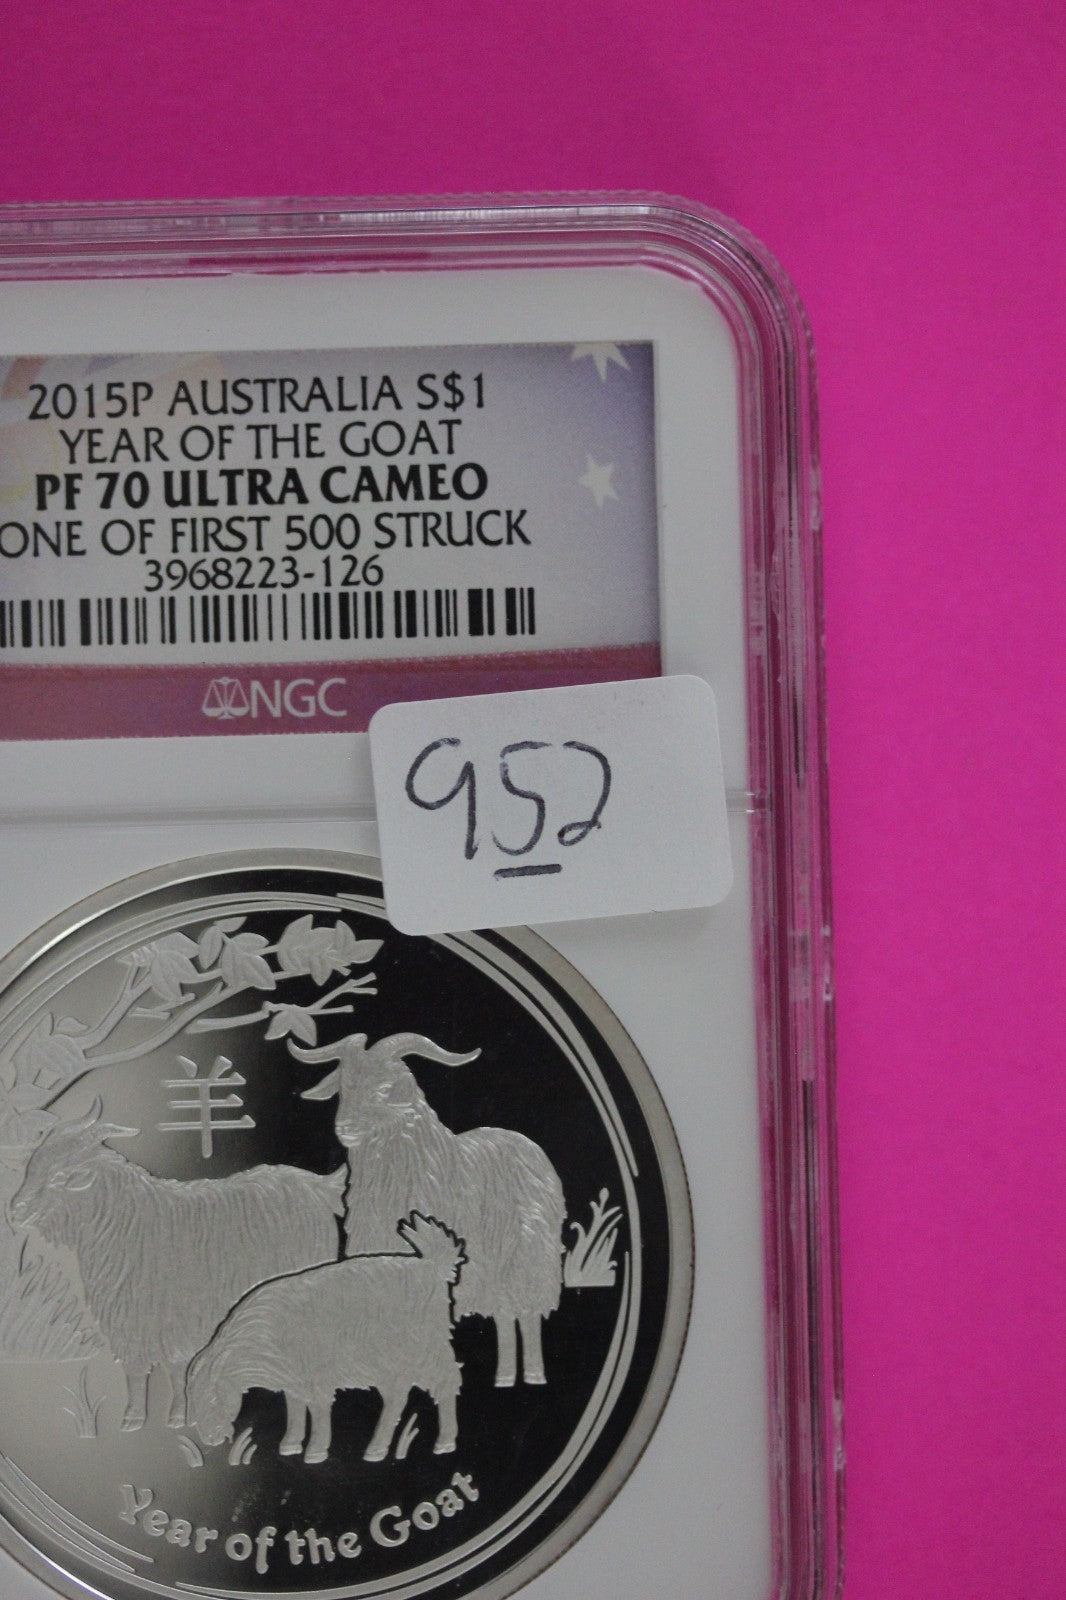 2015P AUSTRALIA S$1
YEAR OF THE GOAT
PF 70 ULTRA CAMEO
ONE OF FIRST 500 STRUCK
3968223-126
NGC
952
羊
Year of the Goat